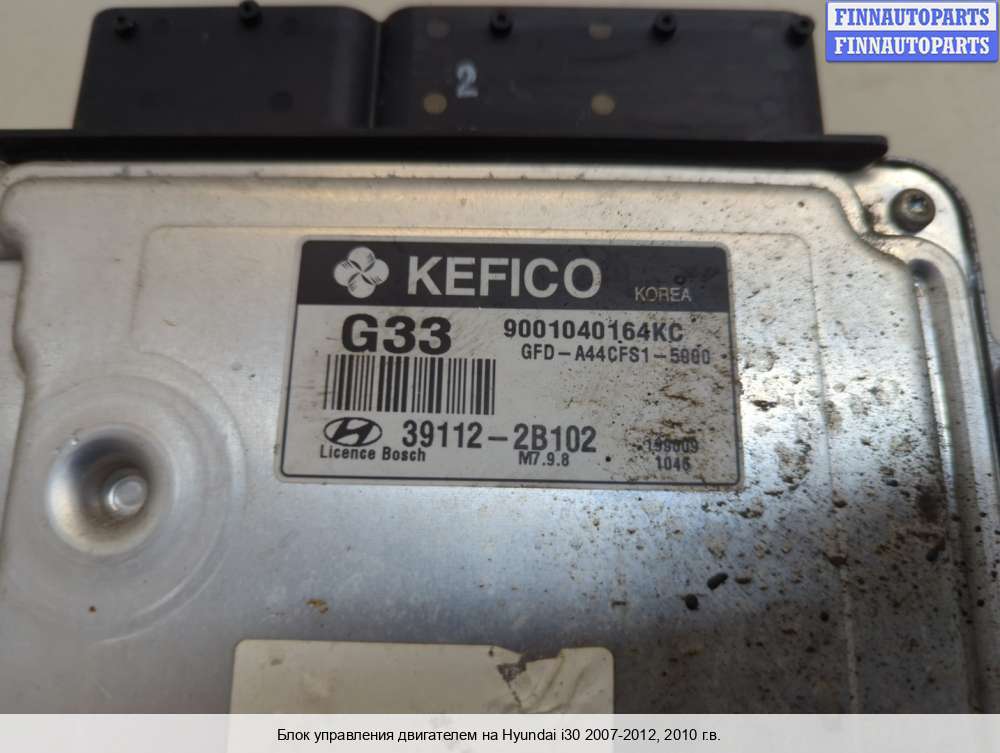 FINNAUTOPARTS
FINNAUTOPARTS
2
KEFICO
KOREA
G33
9001040164KC
GFD-A44CFS1-5000
39112-2B102
Licence Bosch
M7.9.8
1046
Блок управления двигателем на Hyundai i30 2007-2012, 2010 г.в.